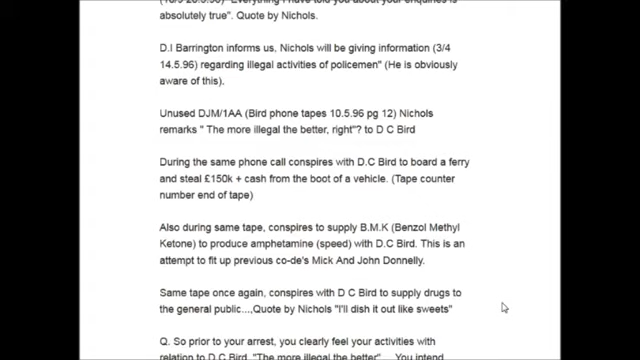 (10/9 28.5.96) "Everything I have told you about your enquiries is
absolutely true". Quote by Nichols.
D.I Barrington informs us, Nichols will be giving information (3/4
14.5.96) regarding illegal activities of policemen" (He is obviously
aware of this).
Unused DJM/1AA (Bird phone tapes 10.5.96 pg 12) Nichols
remarks " The more illegal the better, right"? to D C Bird
During the same phone call conspires with D.C Bird to board a ferry
and steal £150k + cash from the boot of a vehicle. (Tape counter
number end of tape)
Also during same tape, conspires to supply B.M.K (Benzol Methyl
Ketone) to produce amphetamine (speed) with D.C Bird. This is an
attempt to fit up previous co-de's Mick And John Donnelly.
Same tape once again, conspires with D C Bird to supply drugs to
the general public...,Quote by Nichols "I'll dish it out like sweets"
Q. So prior to your arrest, you clearly feel your activities with
relation to D.C Bird, "The more illegal the better" ... You intend